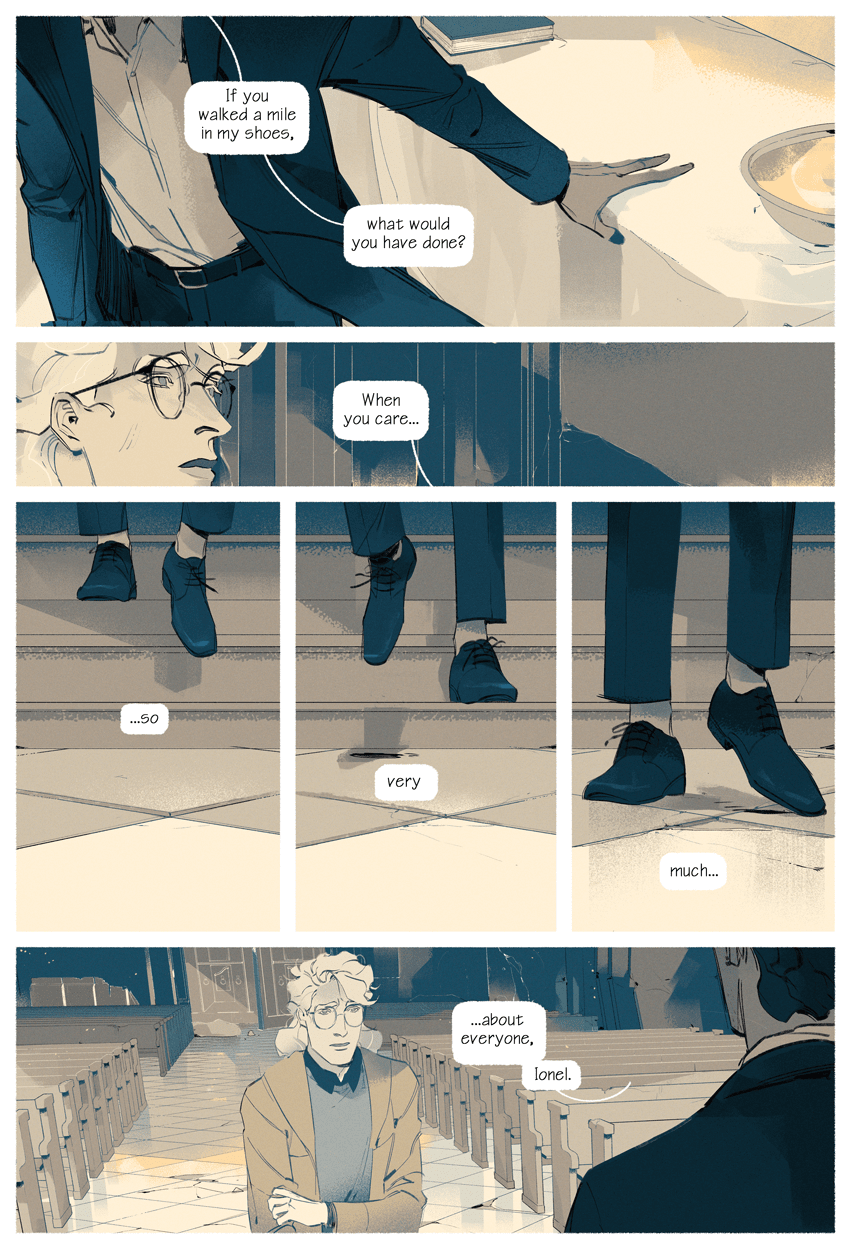 If you
walked a mile
in my shoes,
what would
you have done?
When
you care...
...so
very
much...
...about
everyone,
Ionel.